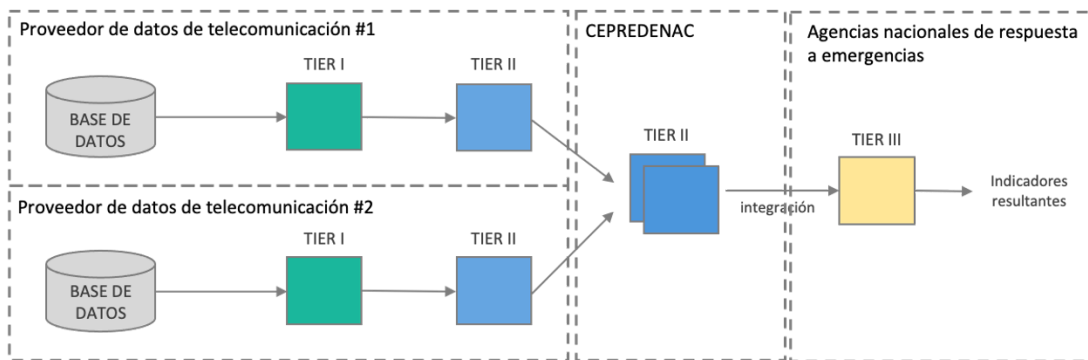 Proveedor de datos de telecomunicación #1
TIER I
TIER II
BASE DE
DATOS
Proveedor de datos de telecomunicación #2
TIER I
TIER II
BASE DE
DATOS
CEPREDENAC
TIER II
integración
Agencias nacionales de respuesta
a emergencias
TIER III
Indicadores
resultantes